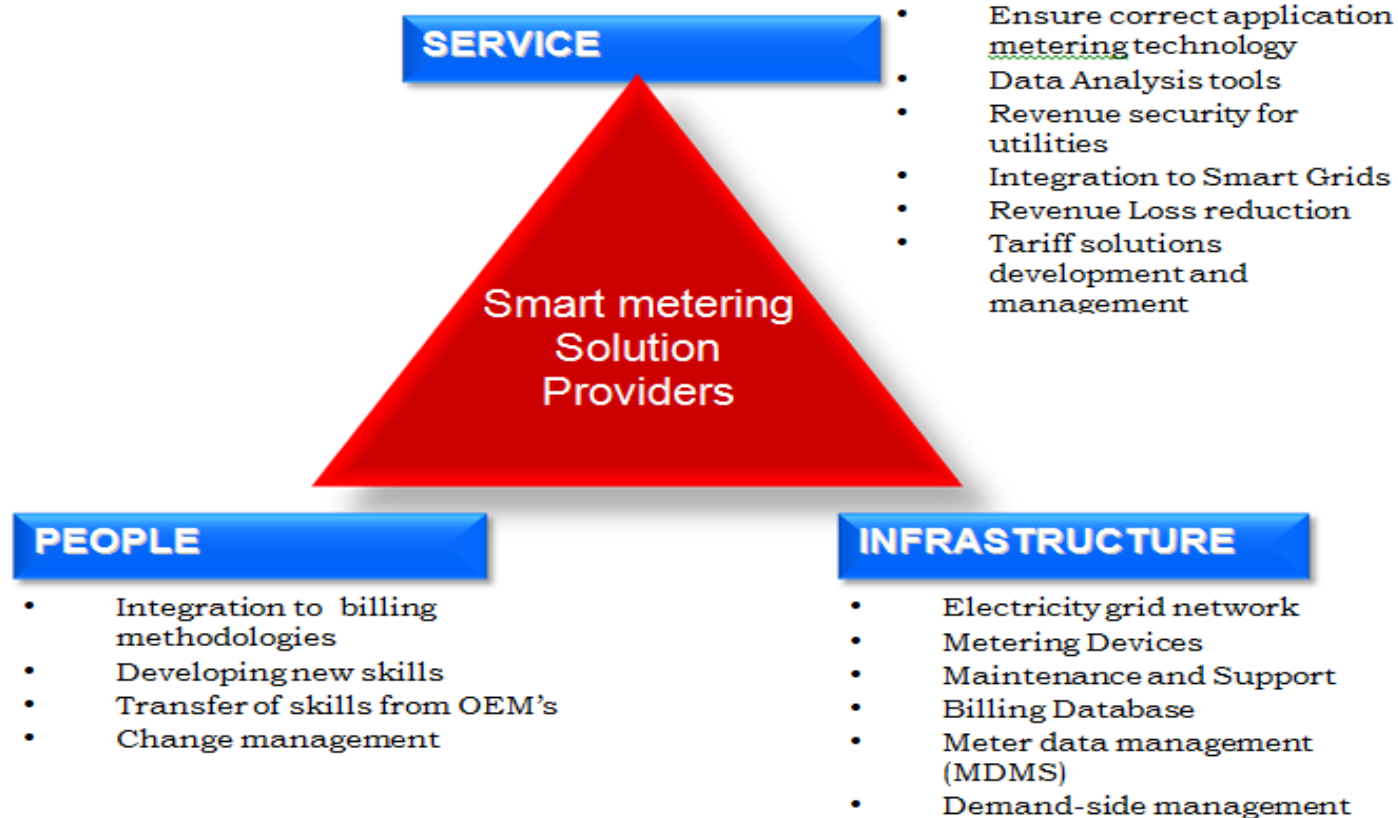 SERVICE
• Ensure correct application
metering technology
• Data Analysis tools
• Revenue security for
utilities
• Integration to Smart Grids
• Revenue Loss reduction
• Tariff solutions
development and
management
Smart metering
Solution
Providers
PEOPLE
• Integration to billing
methodologies
• Developing new skills
• Transfer of skills from OEM’s
• Change management
INFRASTRUCTURE
• Electricity grid network
• Metering Devices
• Maintenance and Support
• Billing Database
• Meter data management
(MDMS)
• Demand-side management